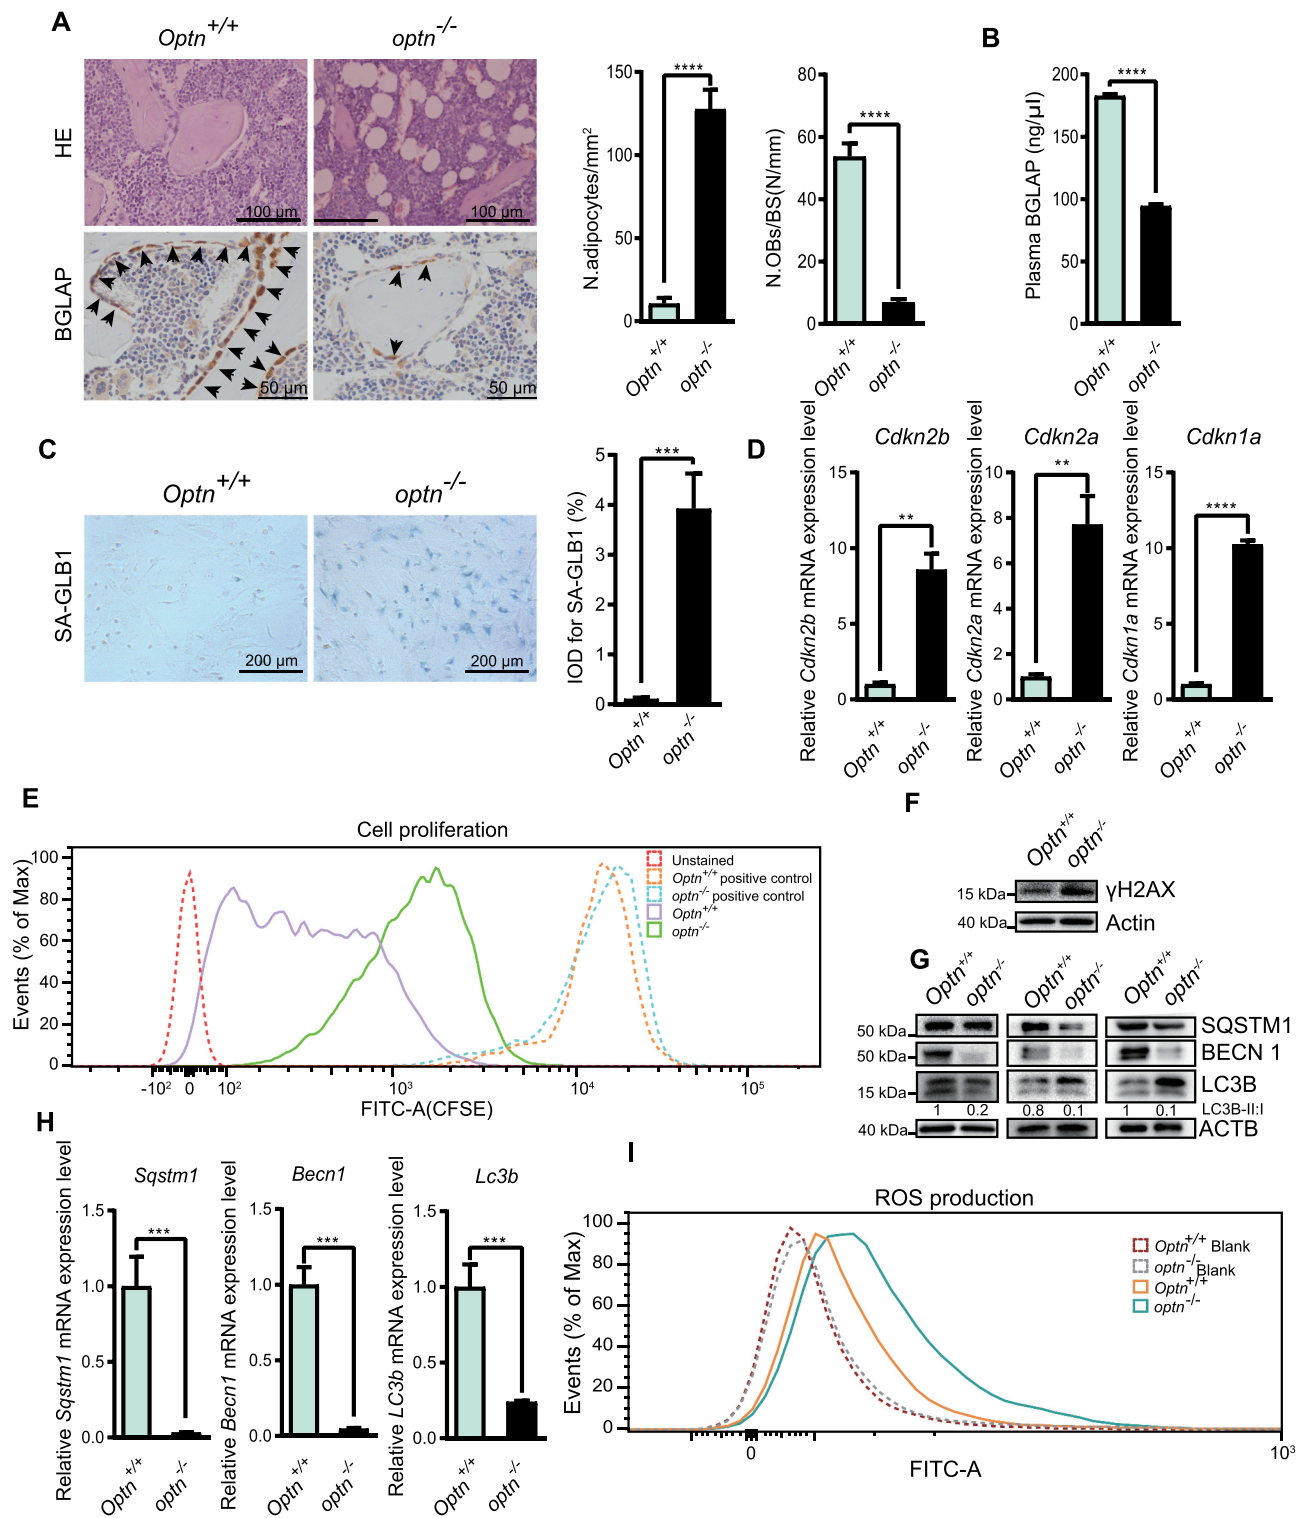 A
Optn+/+
optn-/-
HE
100 µm
100 µm
BGLAP
50 µm
50 µm
N.adipocytes/mm2
150
100
50
0
****
Optn+/+
optn-/-
N.OBs/BS(N/mm)
80
60
40
20
0
****
Optn+/+
optn-/-
B
Plasma BGLAP (ng/µl)
200
150
100
50
0
****
Optn+/+
optn-/-
C
Optn+/+
optn-/-
SA-GLB1
200 µm
200 µm
IOD for SA-GLB1 (%)
5
4
3
2
1
0
***
Optn+/+
optn-/-
D
Cdkn2b
Relative Cdkn2b mRNA expression level
15
10
5
0
**
Optn+/+
optn-/-
Cdkn2a
Relative Cdkn2a mRNA expression level
10
8
6
4
2
0
**
Optn+/+
optn-/-
Cdkn1a
Relative Cdkn1a mRNA expression level
15
10
5
0
****
Optn+/+
optn-/-
E
Cell proliferation
Events (% of Max)
100
80
60
40
20
0
-102
0
102
103
104
105
FITC-A(CFSE)
Unstained
Optn+/+ positive control
optn-/- positive control
Optn+/+
optn-/-
F
Optn+/+
optn-/-
15 kDa
γH2AX
40 kDa
Actin
G
Optn+/+
optn-/-
Optn+/+
optn-/-
Optn+/+
optn-/-
50 kDa
SQSTM1
50 kDa
BECN 1
15 kDa
LC3B
1 0.2 0.8 0.1 1 0.1
LC3B-II:I
40 kDa
ACTB
H
Sqstm1
Relative Sqstm1 mRNA expression level
1.5
1.0
0.5
0.0
***
Optn+/+
optn-/-
Becn1
Relative Becn1 mRNA expression level
1.5
1.0
0.5
0.0
***
Optn+/+
optn-/-
Lc3b
Relative LC3b mRNA expression level
1.5
1.0
0.5
0.0
***
Optn+/+
optn-/-
I
ROS production
Events (% of Max)
100
80
60
40
20
0
0
103
FITC-A
Optn+/+ Blank
optn-/- Blank
Optn+/+
optn-/-